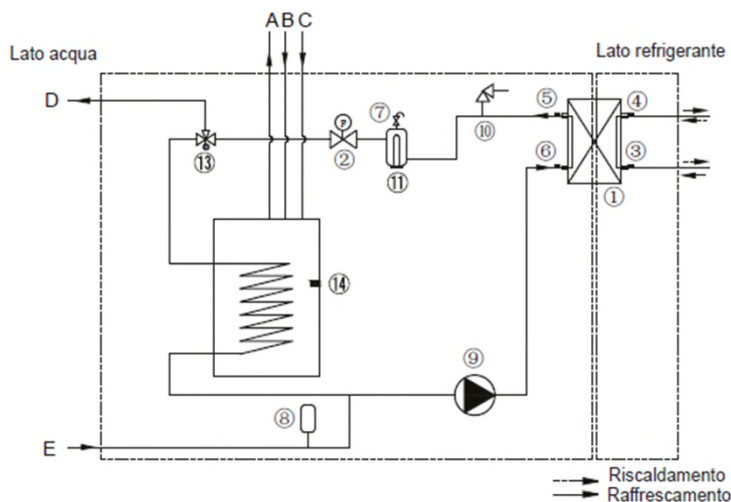 A B C
Lato acqua
Lato refrigerante
D
⑦
⑤
④
F
⑩
⑬
②
⑪
⑥
③
①
⑭
⑨
⑧
E
Riscaldamento
Raffrescamento